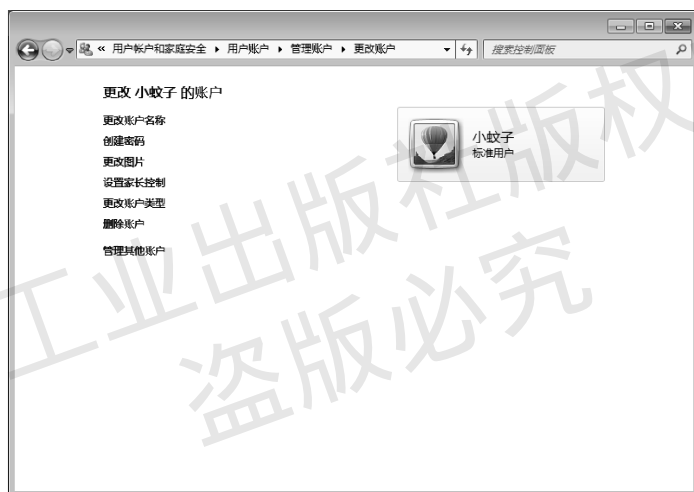 « 用户帐户和家庭安全 ▸ 用户账户 ▸ 管理账户 ▸ 更改账户
搜索控制面板
更改 小蚊子 的账户
更改账户名称
创建密码
更改图片
设置家长控制
更改账户类型
删除账户
管理其他账户
小蚊子
标准用户
工业出版社版权
盗版必究